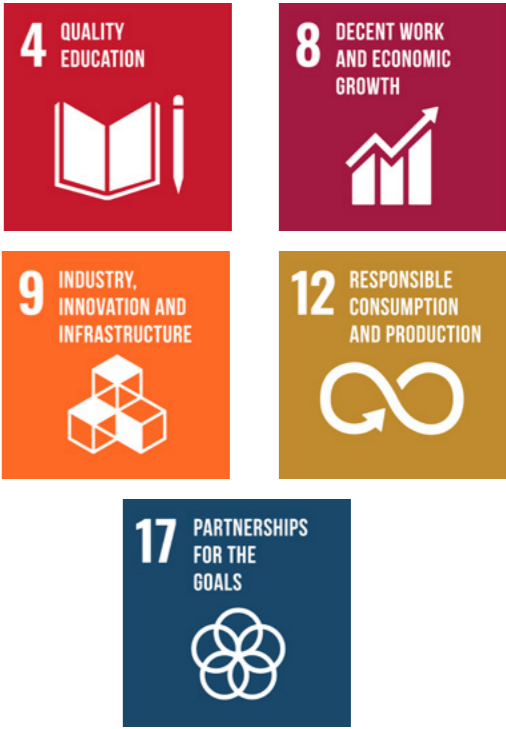 4 QUALITY
EDUCATION
8 DECENT WORK
AND ECONOMIC
GROWTH
9 INDUSTRY,
INNOVATION AND
INFRASTRUCTURE
12 RESPONSIBLE
CONSUMPTION
AND PRODUCTION
17 PARTNERSHIPS
FOR THE
GOALS